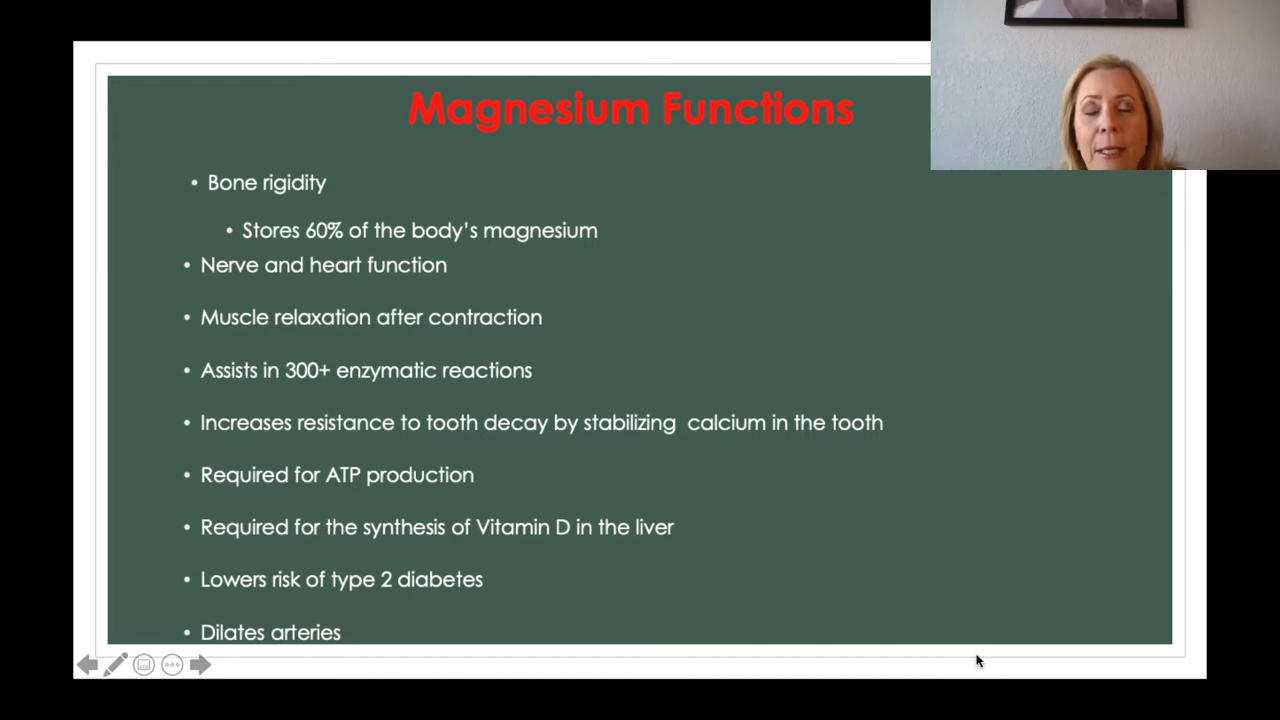 Magnesium Functions
• Bone rigidity
• Stores 60% of the body’s magnesium
• Nerve and heart function
• Muscle relaxation after contraction
• Assists in 300+ enzymatic reactions
• Increases resistance to tooth decay by stabilizing  calcium in the tooth
• Required for ATP production
• Required for the synthesis of Vitamin D in the liver
• Lowers risk of type 2 diabetes
• Dilates arteries